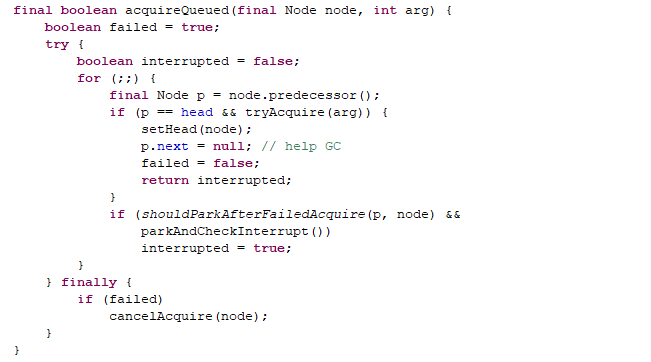 final boolean acquireQueued(final Node node, int arg) {
    boolean failed = true;
    try {
        boolean interrupted = false;
        for (;;) {
            final Node p = node.predecessor();
            if (p == head && tryAcquire(arg)) {
                setHead(node);
                p.next = null; // help GC
                failed = false;
                return interrupted;
            }
            if (shouldParkAfterFailedAcquire(p, node) &&
                parkAndCheckInterrupt())
                interrupted = true;
        }
    } finally {
        if (failed)
            cancelAcquire(node);
    }
}